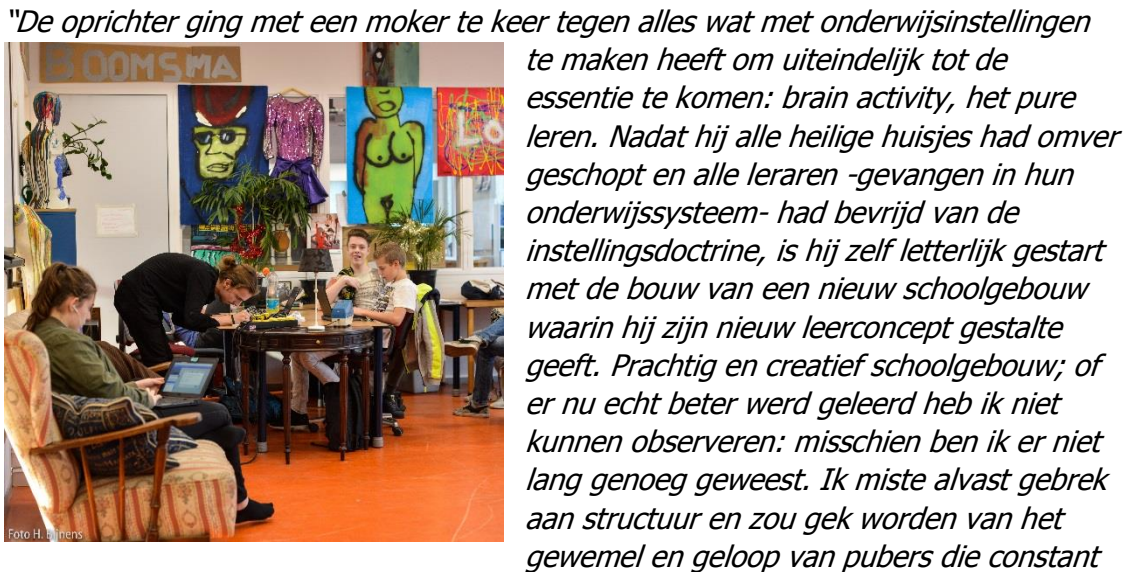 “De oprichter ging met een moker te keer tegen alles wat met onderwijsinstellingen
BOOMSMA
LO
Foto H. Bijnens
te maken heeft om uiteindelijk tot de
essentie te komen: brain activity, het pure
leren. Nadat hij alle heilige huisjes had omver
geschopt en alle leraren -gevangen in hun
onderwijssysteem- had bevrijd van de
instellingsdoctrine, is hij zelf letterlijk gestart
met de bouw van een nieuw schoolgebouw
waarin hij zijn nieuw leerconcept gestalte
geeft. Prachtig en creatief schoolgebouw; of
er nu echt beter werd geleerd heb ik niet
kunnen observeren: misschien ben ik er niet
lang genoeg geweest. Ik miste alvast gebrek
aan structuur en zou gek worden van het
gewemel en geloop van pubers die constant